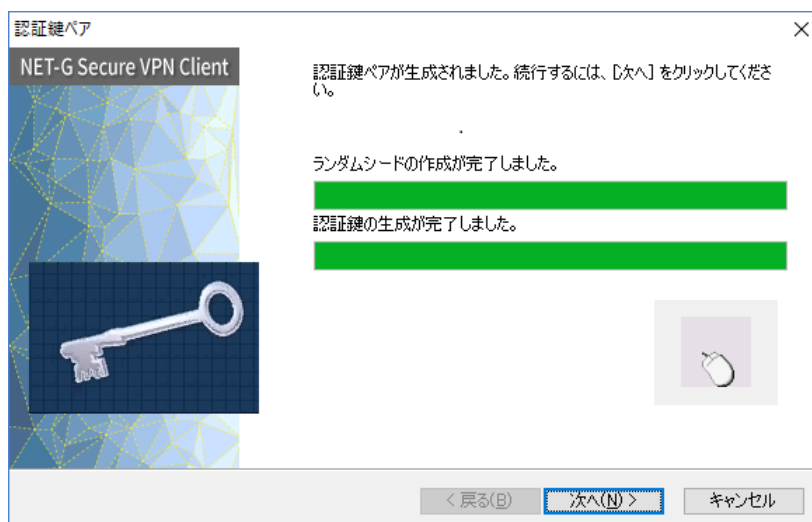 認証鍵ペア
NET-G Secure VPN Client
認証鍵ペアが生成されました。続行するには、[次へ] をクリックしてくださ
い。
ランダムシードの作成が完了しました。
認証鍵の生成が完了しました。
< 戻る(B)
次へ(N) >
キャンセル